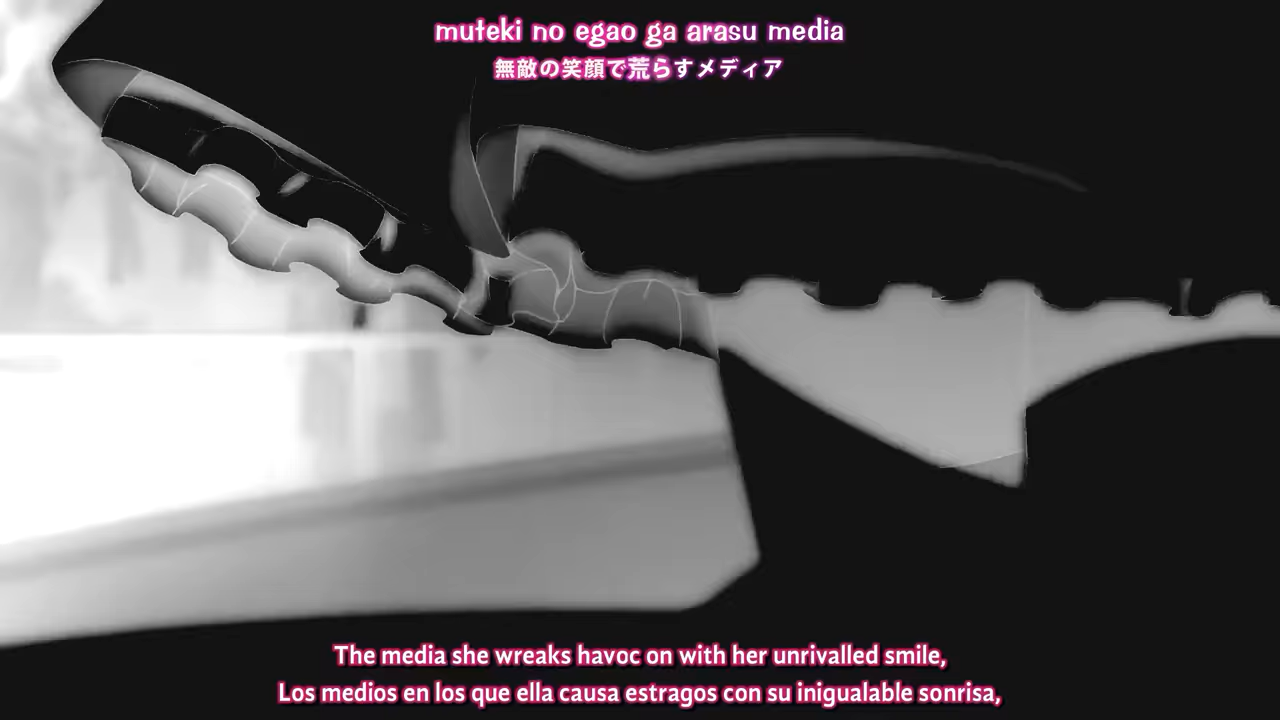 muteki no egao ga arasu media
無敵の笑顔で荒らすメディア
The media she wreaks havoc on with her unrivalled smile,
Los medios en los que ella causa estragos con su inigualable sonrisa,